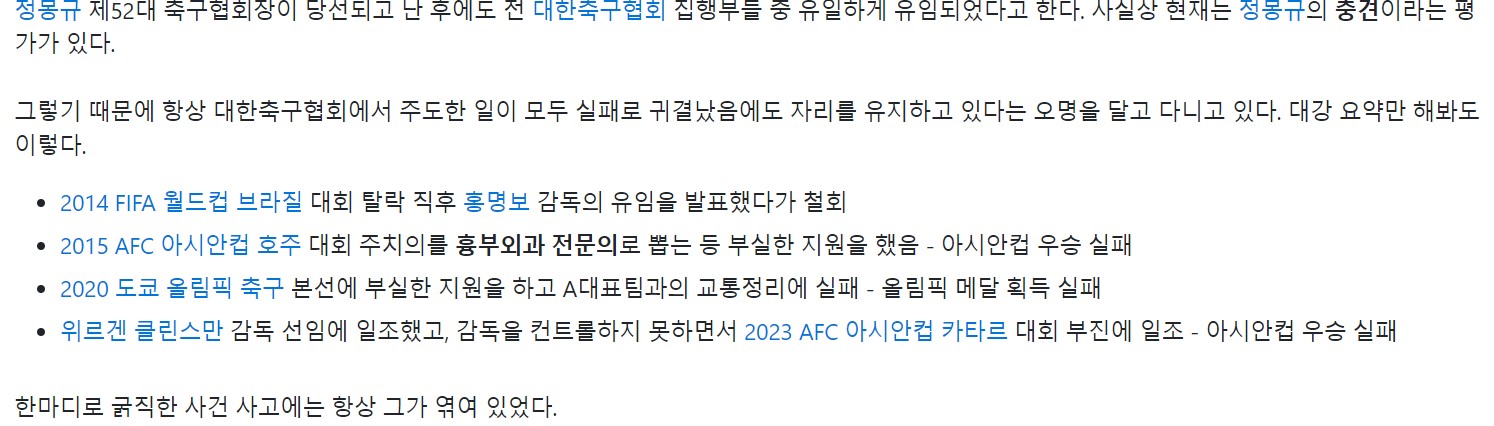 정몽규 제52대 축구협회장이 당선되고 난 후에도 전 대한축구협회 집행부들 중 유일하게 유임되었다고 한다. 사실상 현재는 정몽규의 충견이라는 평
가가 있다.
그렇기 때문에 항상 대한축구협회에서 주도한 일이 모두 실패로 귀결났음에도 자리를 유지하고 있다는 오명을 달고 다니고 있다. 대강 요약만 해봐도
이렇다.
2014 FIFA 월드컵 브라질 대회 탈락 직후 홍명보 감독의 유임을 발표했다가 철회
2015 AFC 아시안컵 호주 대회 주치의를 흉부외과 전문의로 뽑는 등 부실한 지원을 했음 - 아시안컵 우승 실패
2020 도쿄 올림픽 축구 본선에 부실한 지원을 하고 A대표팀과의 교통정리에 실패 - 올림픽 메달 획득 실패
위르겐 클린스만 감독 선임에 일조했고, 감독을 컨트롤하지 못하면서 2023 AFC 아시안컵 카타르 대회 부진에 일조 - 아시안컵 우승 실패
한마디로 굵직한 사건 사고에는 항상 그가 엮여 있었다.